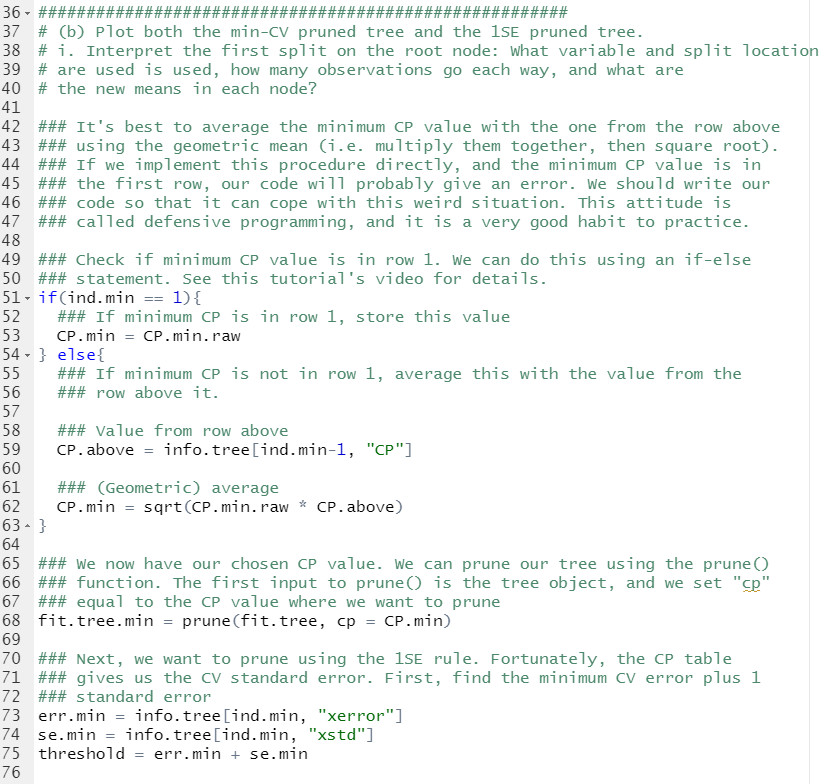 36 #######################################################
37 # (b) Plot both the min-CV pruned tree and the 1SE pruned tree.
38 # i. Interpret the first split on the root node: What variable and split location
39 # are used is used, how many observations go each way, and what are
40 # the new means in each node?
41
42 ### It's best to average the minimum CP value with the one from the row above
43 ### using the geometric mean (i.e. multiply them together, then square root).
44 ### If we implement this procedure directly, and the minimum CP value is in
45 ### the first row, our code will probably give an error. We should write our
46 ### code so that it can cope with this weird situation. This attitude is
47 ### called defensive programming, and it is a very good habit to practice.
48
49 ### Check if minimum CP value is in row 1. We can do this using an if-else
50 ### statement. See this tutorial's video for details.
51 if(ind.min == 1){
52   ### If minimum CP is in row 1, store this value
53   CP.min = CP.min.raw
54 } else{
55   ### If minimum CP is not in row 1, average this with the value from the
56   ### row above it.
57
58   ### Value from row above
59   CP.above = info.tree[ind.min-1, "CP"]
60
61   ### (Geometric) average
62   CP.min = sqrt(CP.min.raw * CP.above)
63 }
64
65 ### We now have our chosen CP value. We can prune our tree using the prune()
66 ### function. The first input to prune() is the tree object, and we set "cp"
67 ### equal to the CP value where we want to prune
68 fit.tree.min = prune(fit.tree, cp = CP.min)
69
70 ### Next, we want to prune using the 1SE rule. Fortunately, the CP table
71 ### gives us the CV standard error. First, find the minimum CV error plus 1
72 ### standard error
73 err.min = info.tree[ind.min, "xerror"]
74 se.min = info.tree[ind.min, "xstd"]
75 threshold = err.min + se.min
76